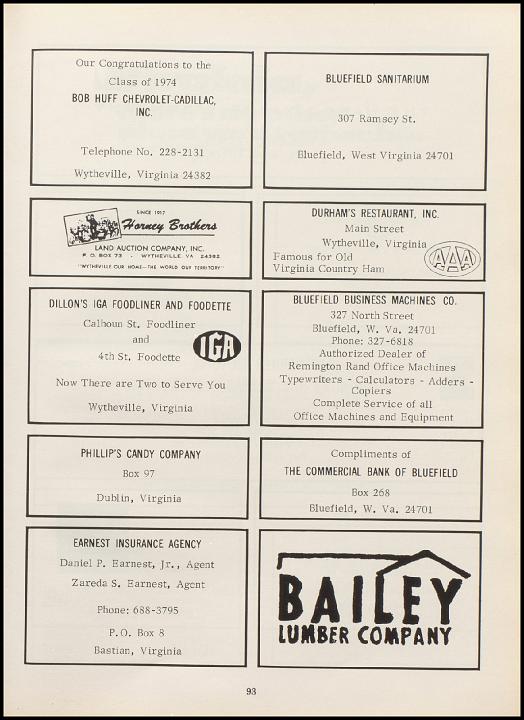 Our Congratulations to the
Class of 1974
BOB HUFF CHEVROLET-CADILLAC,
INC.
Telephone No. 228-2131
Wytheville, Virginia 24382
BLUEFIELD SANITARIUM
307 Ramsey St.
Bluefield, West Virginia 24701
SINCE 1917
Horney Brothers
LAND AUCTION COMPANY, INC.
P. O. BOX 73 - WYTHEVILLE VA 24382
"WYTHEVILLE OUR HOME—THE WORLD OUR TERRITORY"
DURHAM'S RESTAURANT, INC.
Main Street
Wytheville, Virginia
Famous for Old
Virginia Country Ham
AAA
DILLON'S IGA FOODLINER AND FOODETTE
Calhoun St. Foodliner
and
4th St. Foodette
IGA
Now There are Two to Serve You
Wytheville, Virginia
BLUEFIELD BUSINESS MACHINES CO.
327 North Street
Bluefield, W. Va. 24701
Phone: 327-6818
Authorized Dealer of
Remington Rand Office Machines
Typewriters - Calculators - Adders -
Copiers
Complete Service of all
Office Machines and Equipment
PHILLIP'S CANDY COMPANY
Box 97
Dublin, Virginia
Compliments of
THE COMMERCIAL BANK OF BLUEFIELD
Box 268
Bluefield, W. Va. 24701
EARNEST INSURANCE AGENCY
Daniel P. Earnest, Jr., Agent
Zareda S. Earnest, Agent
Phone: 688-3795
P.O. Box 8
Bastian, Virginia
BAILEY
LUMBER COMPANY
93